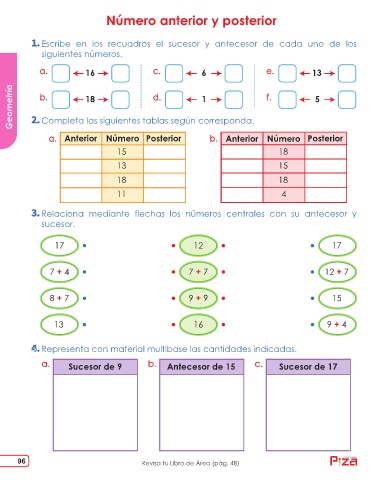 Número anterior y posterior
1. Escribe en los recuadros el sucesor y antecesor de cada uno de los
siguientes números.
a. 16 c. 6 e. 13
b. 18 d. 1 f. 5
Geometría
2. Completa las siguientes tablas según corresponda.
a. Anterior Número Posterior b. Anterior Número Posterior
15 18
13 15
18 18
11 4
3. Relaciona mediante flechas los números centrales con su antecesor y
sucesor.
17 12 17
7 + 4 7 + 7 12 + 7
8 + 7 9 + 9 15
13 16 9 + 4
4. Representa con material multibase las cantidades indicadas.
a. Sucesor de 9 b. Antecesor de 15 c. Sucesor de 17
96 Revisa tu Libro de Área (pág. 48) Piza